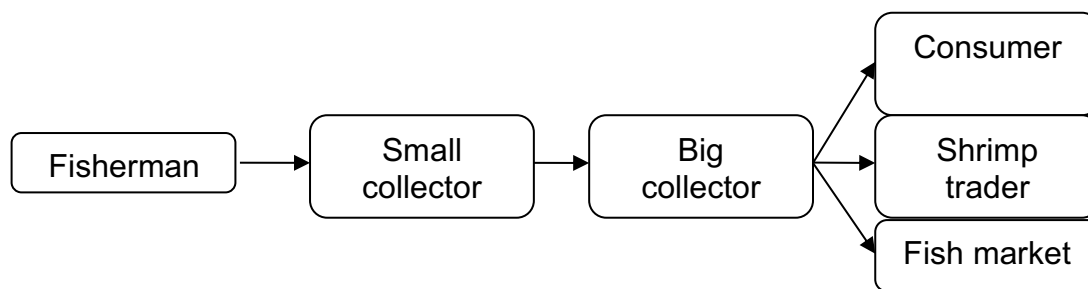 Fisherman
Small
collector
Big
collector
Consumer
Shrimp
trader
Fish market